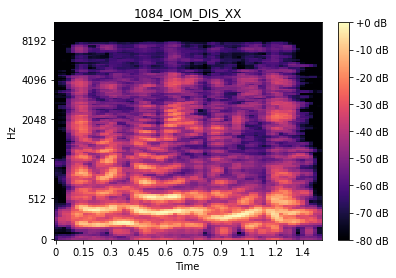 1084_IOM_DIS_XX
Hz
8192
4096
2048
1024
512
0
0 0.15 0.3 0.45 0.6 0.75 0.9 1.1 1.2 1.4
Time
+0 dB
-10 dB
-20 dB
-30 dB
-40 dB
-50 dB
-60 dB
-70 dB
-80 dB